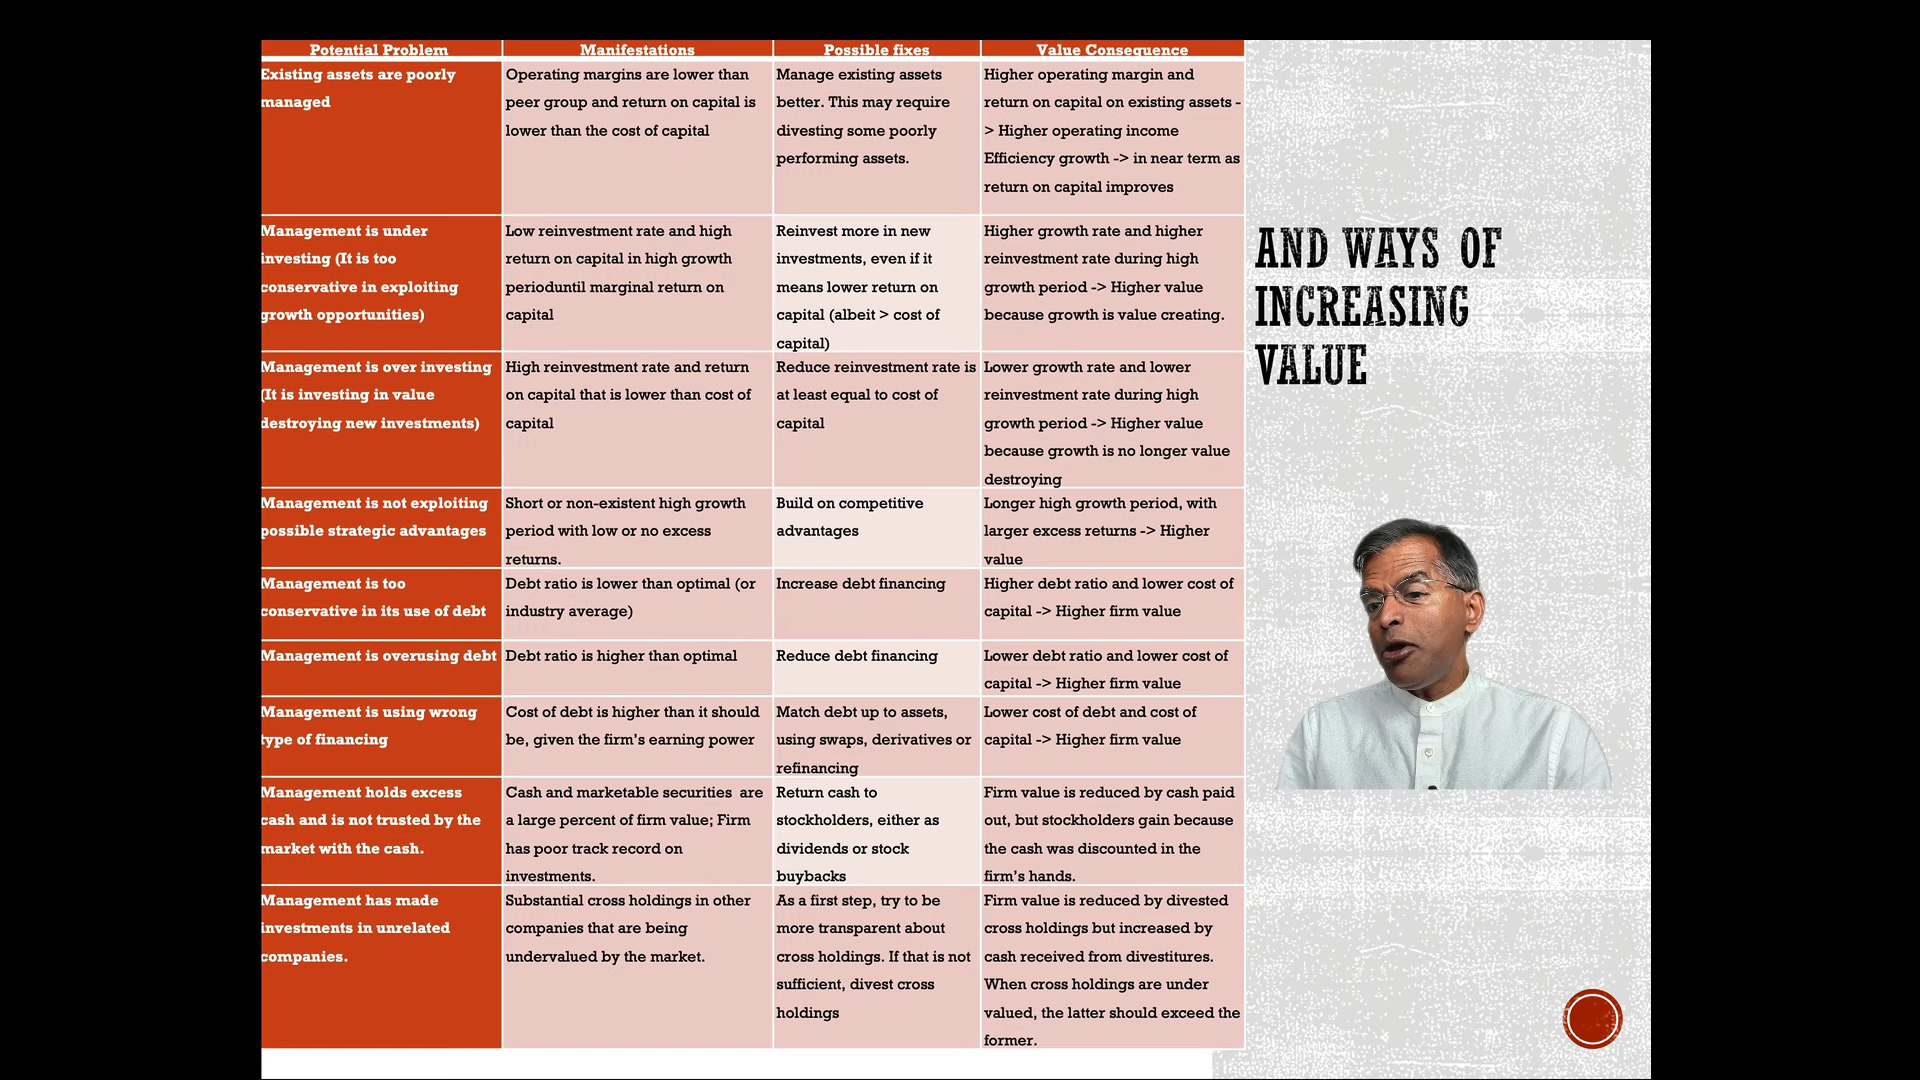 Potential Problem
Manifestations
Possible fixes
Value Consequence
Existing assets are poorly
managed
Operating margins are lower than
peer group and return on capital is
lower than the cost of capital
Manage existing assets
better. This may require
divesting some poorly
performing assets.
Higher operating margin and
return on capital on existing assets -
> Higher operating income
Efficiency growth -> in near term as
return on capital improves
Management is under
investing (It is too
conservative in exploiting
growth opportunities)
Low reinvestment rate and high
return on capital in high growth
perioduntil marginal return on
capital
Reinvest more in new
investments, even if it
means lower return on
capital (albeit > cost of
capital)
Higher growth rate and higher
reinvestment rate during high
growth period -> Higher value
because growth is value creating.
Management is over investing
(It is investing in value
destroying new investments)
High reinvestment rate and return
on capital that is lower than cost of
capital
Reduce reinvestment rate is
at least equal to cost of
capital
Lower growth rate and lower
reinvestment rate during high
growth period -> Higher value
because growth is no longer value
destroying
Management is not exploiting
possible strategic advantages
Short or non-existent high growth
period with low or no excess
returns.
Build on competitive
advantages
Longer high growth period, with
larger excess returns -> Higher
value
Management is too
conservative in its use of debt
Debt ratio is lower than optimal (or
industry average)
Increase debt financing
Higher debt ratio and lower cost of
capital -> Higher firm value
Management is overusing debt
Debt ratio is higher than optimal
Reduce debt financing
Lower debt ratio and lower cost of
capital -> Higher firm value
Management is using wrong
type of financing
Cost of debt is higher than it should
be, given the firm's earning power
Match debt up to assets,
using swaps, derivatives or
refinancing
Lower cost of debt and cost of
capital -> Higher firm value
Management holds excess
cash and is not trusted by the
market with the cash.
Cash and marketable securities are
a large percent of firm value; Firm
has poor track record on
investments.
Return cash to
stockholders, either as
dividends or stock
buybacks
Firm value is reduced by cash paid
out, but stockholders gain because
the cash was discounted in the
firm's hands.
Management has made
investments in unrelated
companies.
Substantial cross holdings in other
companies that are being
undervalued by the market.
As a first step, try to be
more transparent about
cross holdings. If that is not
sufficient, divest cross
holdings
Firm value is reduced by divested
cross holdings but increased by
cash received from divestitures.
When cross holdings are under
valued, the latter should exceed the
former.
AND WAYS OF
INCREASING
VALUE